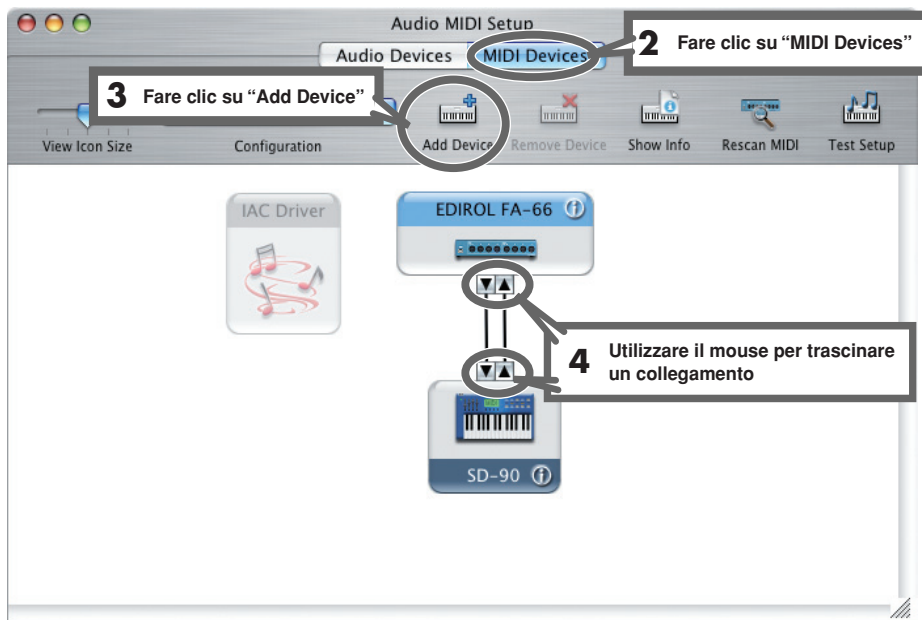 Audio MIDI Setup
Audio Devices
MIDI Devices
2 Fare clic su “MIDI Devices”
3 Fare clic su “Add Device”
View Icon Size
Configuration
Add Device
Remove Device
Show Info
Rescan MIDI
Test Setup
IAC Driver
EDIROL FA-66
4 Utilizzare il mouse per trascinare
un collegamento
SD-90